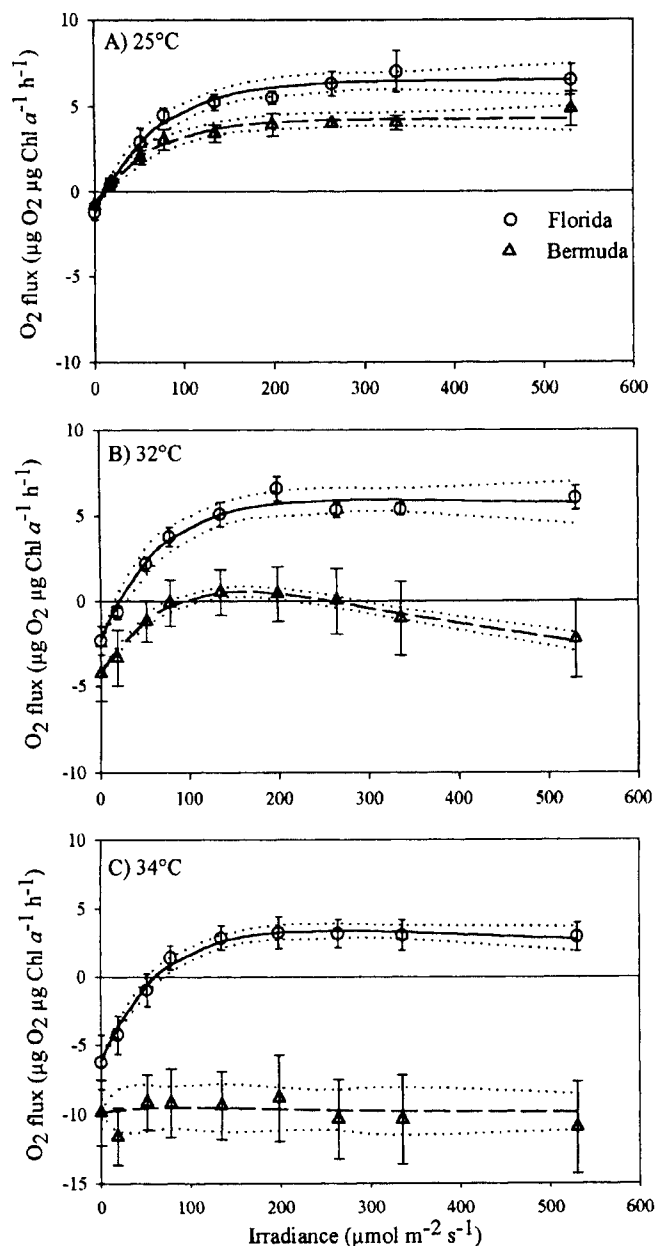 A) 25°C
10
5
0
-5
-10
O₂ flux (µg O₂ µg Chl a⁻¹ h⁻¹)
Florida
Bermuda
0 100 200 300 400 500 600
B) 32°C
10
5
0
-5
-10
O₂ flux (µg O₂ µg Chl a⁻¹ h⁻¹)
0 100 200 300 400 500 600
C) 34°C
10
5
0
-5
-10
-15
O₂ flux (µg O₂ µg Chl a⁻¹ h⁻¹)
0 100 200 300 400 500 600
Irradiance (µmol m⁻² s⁻¹)